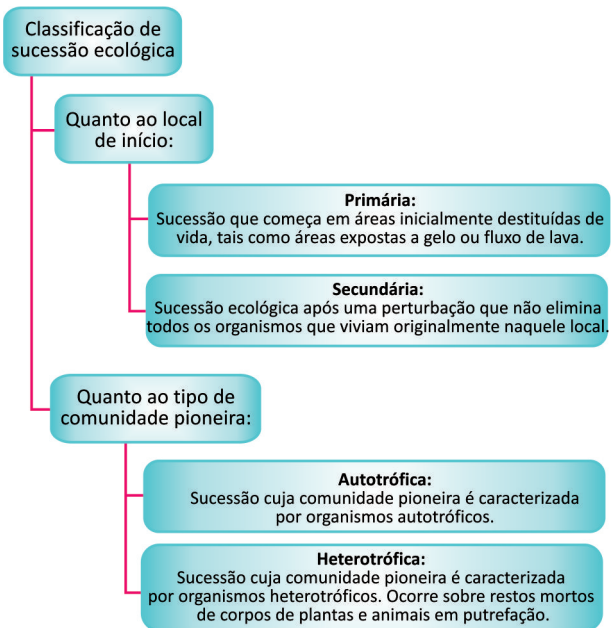 Classificação de
sucessão ecológica
Quanto ao local
de início:
Primária:
Sucessão que começa em áreas inicialmente destituídas de
vida, tais como áreas expostas a gelo ou fluxo de lava.
Secundária:
Sucessão ecológica após uma perturbação que não elimina
todos os organismos que viviam originalmente naquele local.
Quanto ao tipo de
comunidade pioneira:
Autotrófica:
Sucessão cuja comunidade pioneira é caracterizada
por organismos autotróficos.
Heterotrófica:
Sucessão cuja comunidade pioneira é caracterizada
por organismos heterotróficos. Ocorre sobre restos mortos
de corpos de plantas e animais em putrefação.